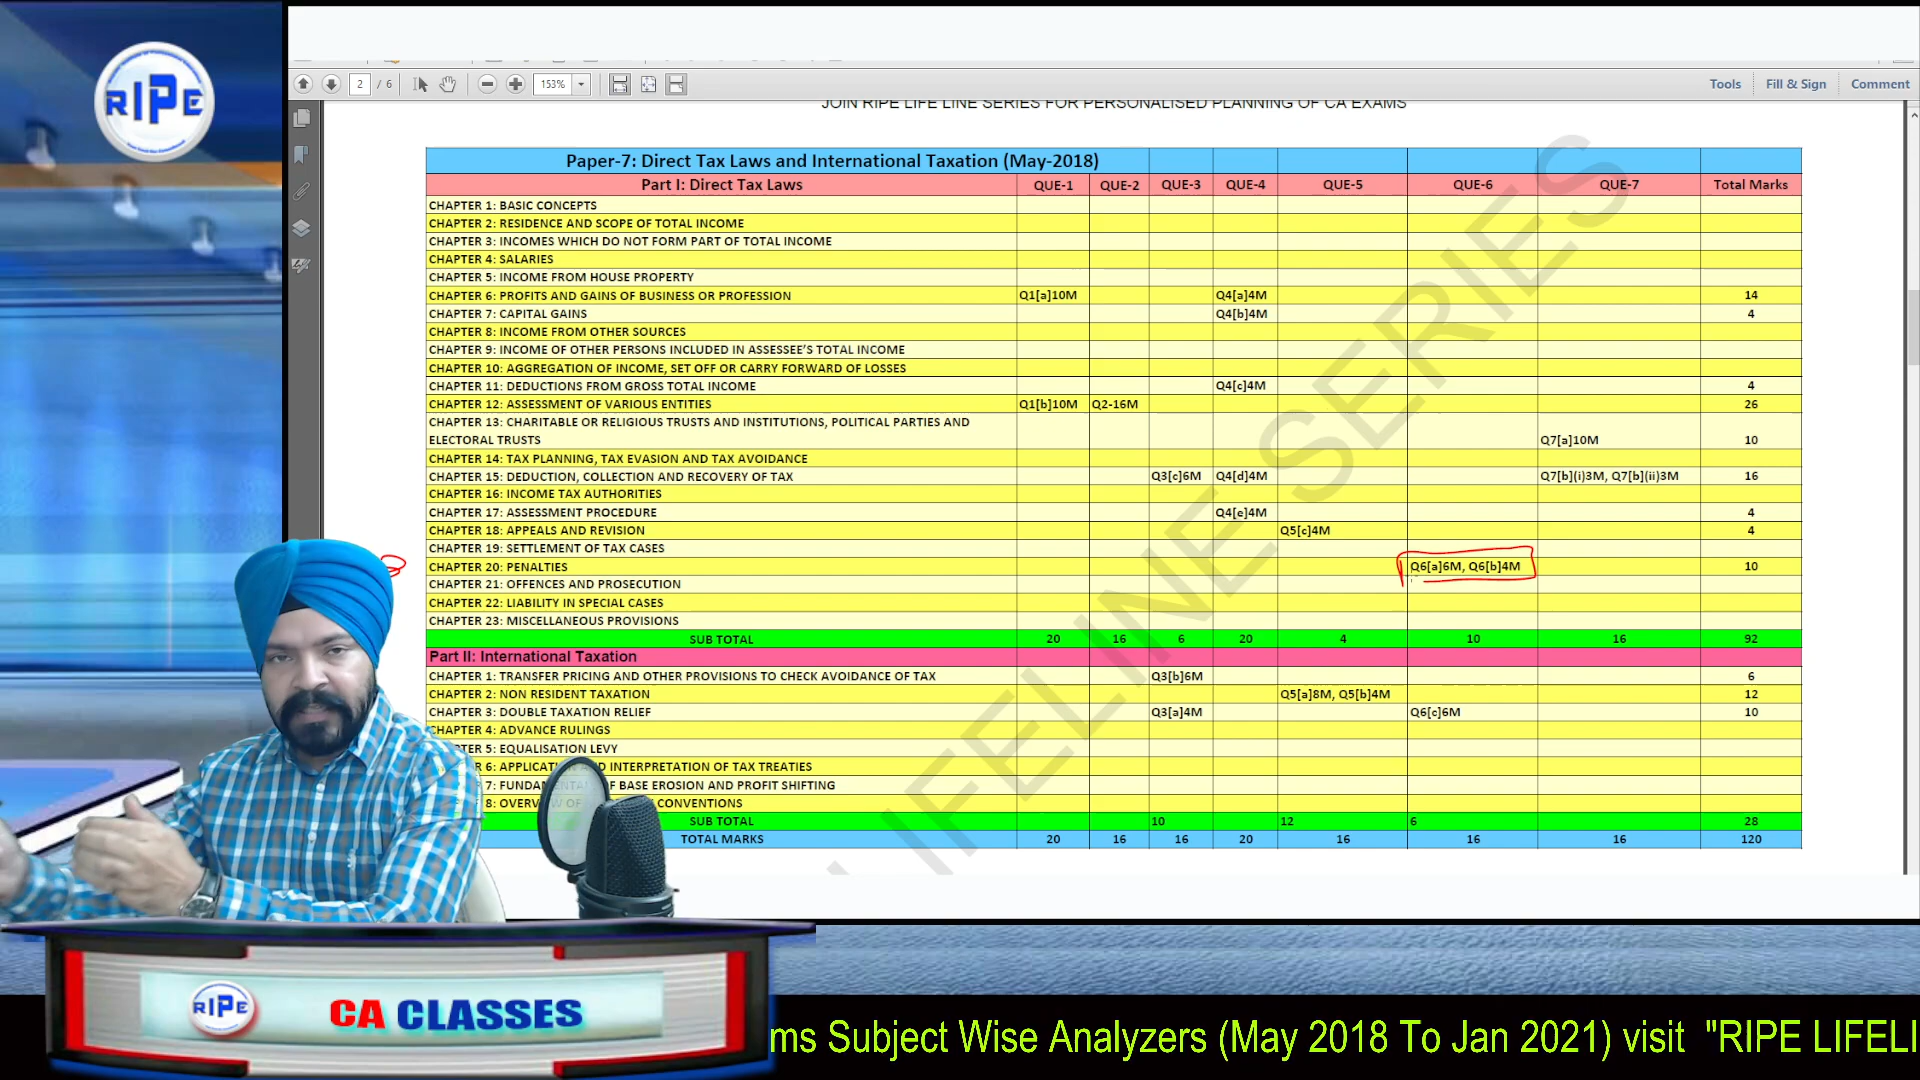 RIPE
2 / 6
153%
Tools
Fill & Sign
Comment
JOIN RIPE LIFE LINE SERIES FOR PERSONALISED PLANNING OF CA EXAMS
Paper-7: Direct Tax Laws and International Taxation (May-2018)
Part I: Direct Tax Laws QUE-1 QUE-2 QUE-3 QUE-4 QUE-5 QUE-6 QUE-7 Total Marks
CHAPTER 1: BASIC CONCEPTS
CHAPTER 2: RESIDENCE AND SCOPE OF TOTAL INCOME
CHAPTER 3: INCOMES WHICH DO NOT FORM PART OF TOTAL INCOME
CHAPTER 4: SALARIES
CHAPTER 5: INCOME FROM HOUSE PROPERTY
CHAPTER 6: PROFITS AND GAINS OF BUSINESS OR PROFESSION Q1[a]10M Q4[a]4M 14
CHAPTER 7: CAPITAL GAINS Q4[b]4M 4
CHAPTER 8: INCOME FROM OTHER SOURCES
CHAPTER 9: INCOME OF OTHER PERSONS INCLUDED IN ASSESSEE'S TOTAL INCOME
CHAPTER 10: AGGREGATION OF INCOME, SET OFF OR CARRY FORWARD OF LOSSES
CHAPTER 11: DEDUCTIONS FROM GROSS TOTAL INCOME Q4[c]4M 4
CHAPTER 12: ASSESSMENT OF VARIOUS ENTITIES Q1[b]10M Q2-16M 26
CHAPTER 13: CHARITABLE OR RELIGIOUS TRUSTS AND INSTITUTIONS, POLITICAL PARTIES AND
ELECTORAL TRUSTS Q7[a]10M 10
CHAPTER 14: TAX PLANNING, TAX EVASION AND TAX AVOIDANCE
CHAPTER 15: DEDUCTION, COLLECTION AND RECOVERY OF TAX Q3[c]6M Q4[d]4M Q7[b](i)3M, Q7[b](ii)3M 16
CHAPTER 16: INCOME TAX AUTHORITIES
CHAPTER 17: ASSESSMENT PROCEDURE Q4[e]4M 4
CHAPTER 18: APPEALS AND REVISION Q5[c]4M 4
CHAPTER 19: SETTLEMENT OF TAX CASES
CHAPTER 20: PENALTIES Q6[a]6M, Q6[b]4M 10
CHAPTER 21: OFFENCES AND PROSECUTION
CHAPTER 22: LIABILITY IN SPECIAL CASES
CHAPTER 23: MISCELLANEOUS PROVISIONS
SUB TOTAL 20 16 6 20 4 10 16 92
Part II: International Taxation
CHAPTER 1: TRANSFER PRICING AND OTHER PROVISIONS TO CHECK AVOIDANCE OF TAX Q3[b]6M 6
CHAPTER 2: NON RESIDENT TAXATION Q5[a]8M, Q5[b]4M 12
CHAPTER 3: DOUBLE TAXATION RELIEF Q3[a]4M Q6[c]6M 10
CHAPTER 4: ADVANCE RULINGS
5: EQUALISATION LEVY
6: INTERPRETATION OF TAX TREATIES
7: OF BASE EROSION AND PROFIT SHIFTING
8: CONVENTIONS
SUB TOTAL 10 12 6 28
TOTAL MARKS 20 16 16 20 16 16 16 120
LIFELINE SERIES
RIPE
CA CLASSES
ms Subject Wise Analyzers (May 2018 To Jan 2021) visit "RIPE LIFELI